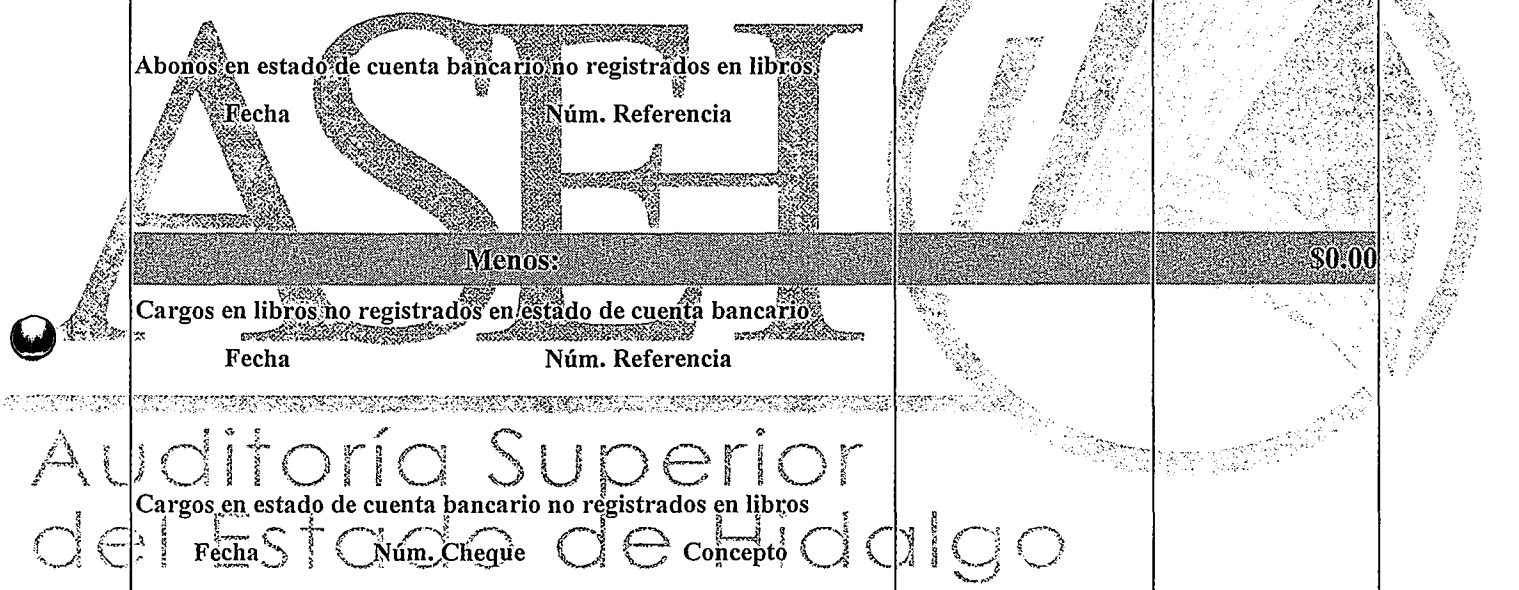 ASEH
Abonos en estado de cuenta bancario no registrados en libros
Fecha Núm. Referencia
Menos: $0.00
Cargos en libros no registrados en estado de cuenta bancario
Fecha Núm. Referencia
Auditoría Superior
Cargos en estado de cuenta bancario no registrados en libros
del Estado de Hidalgo
Fecha Núm. Cheque Concepto